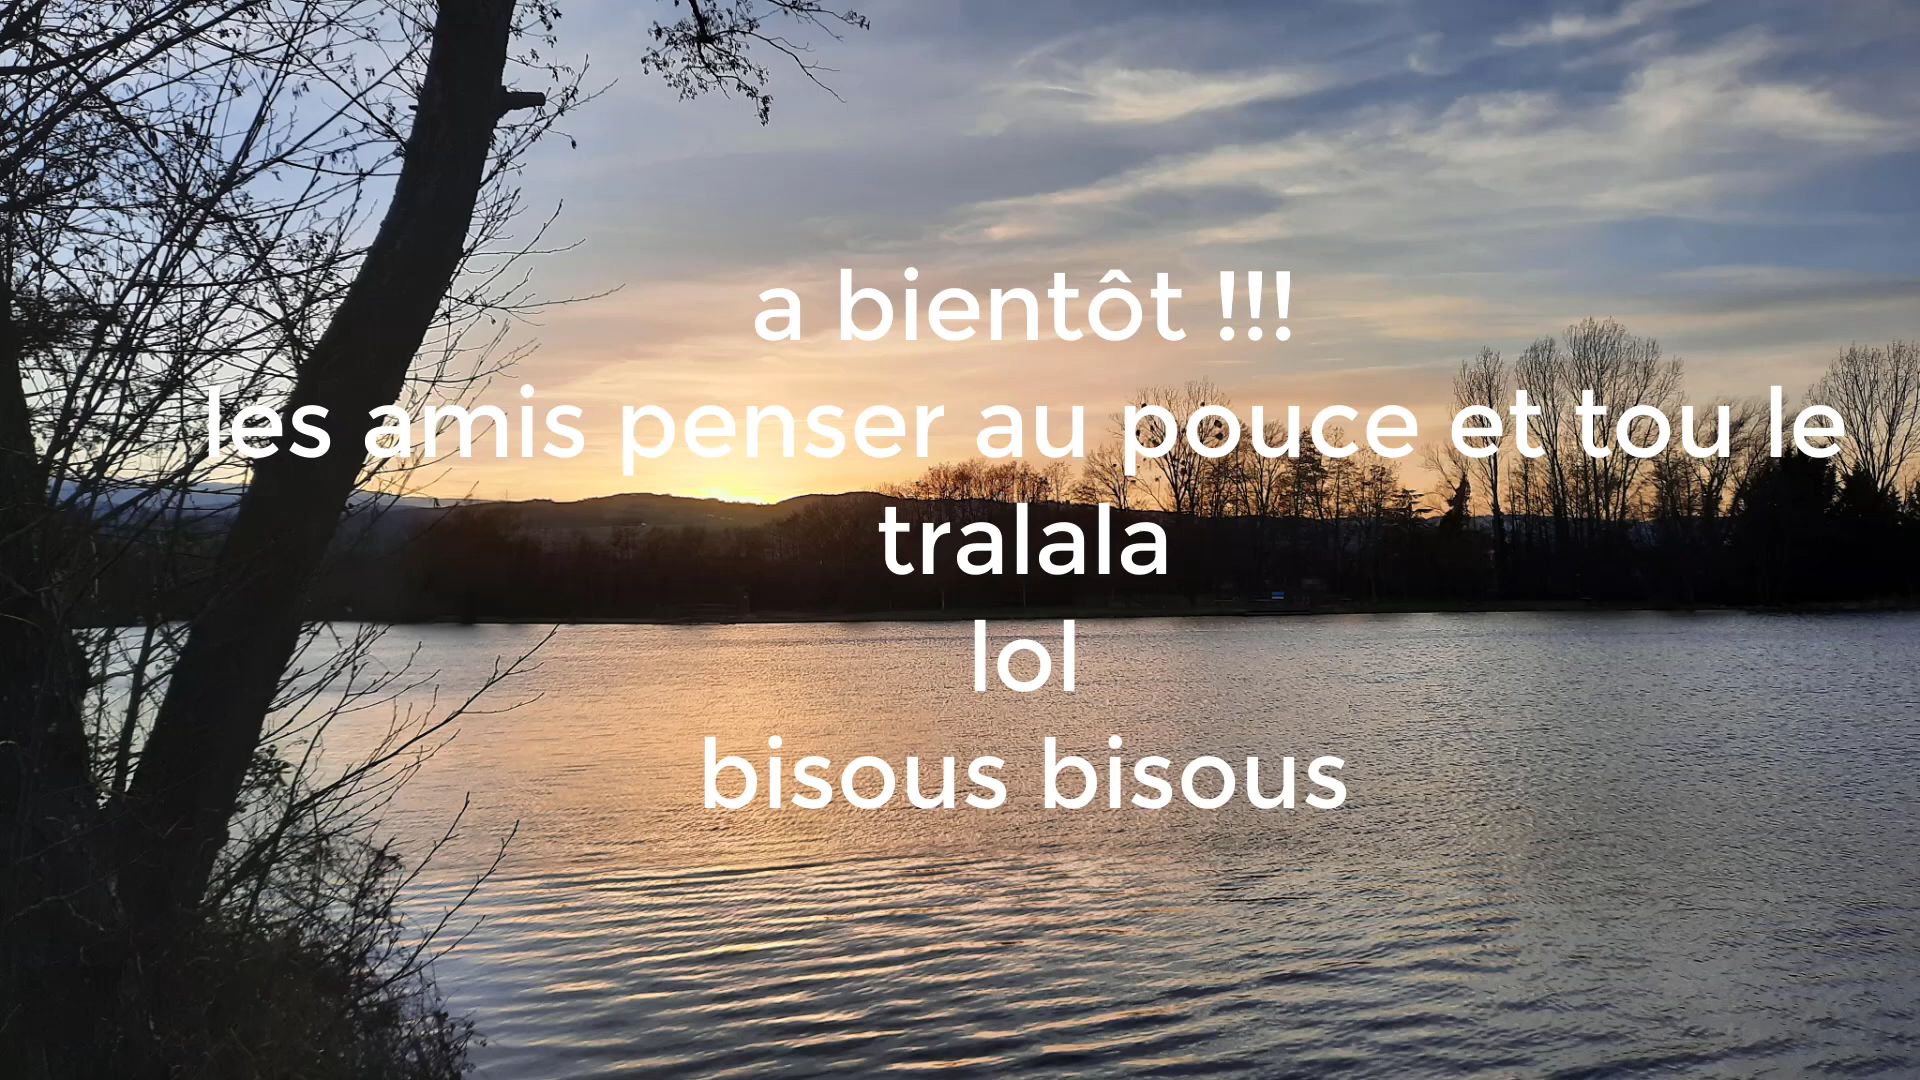 a bientôt !!!
les amis penser au pouce et tou le
tralala
lol
bisous bisous